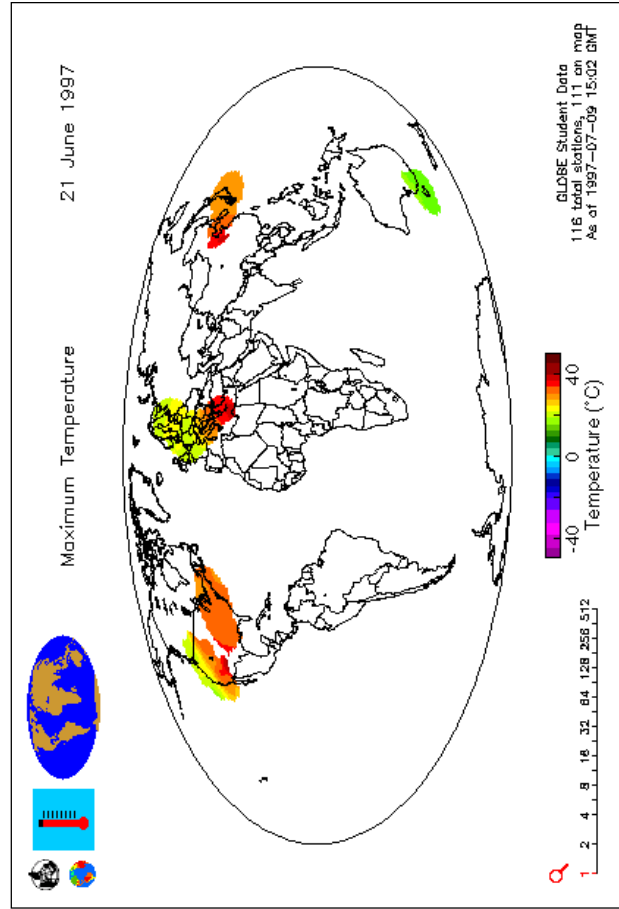 Maximum Temperature
21 June 1997
1 2 4 8 16 32 64 128 256 512
-40 0 40
Temperature (°C)
GLOBE Student Data
116 total stations, 111 on map
As of 1997-07-09 15:02 GMT